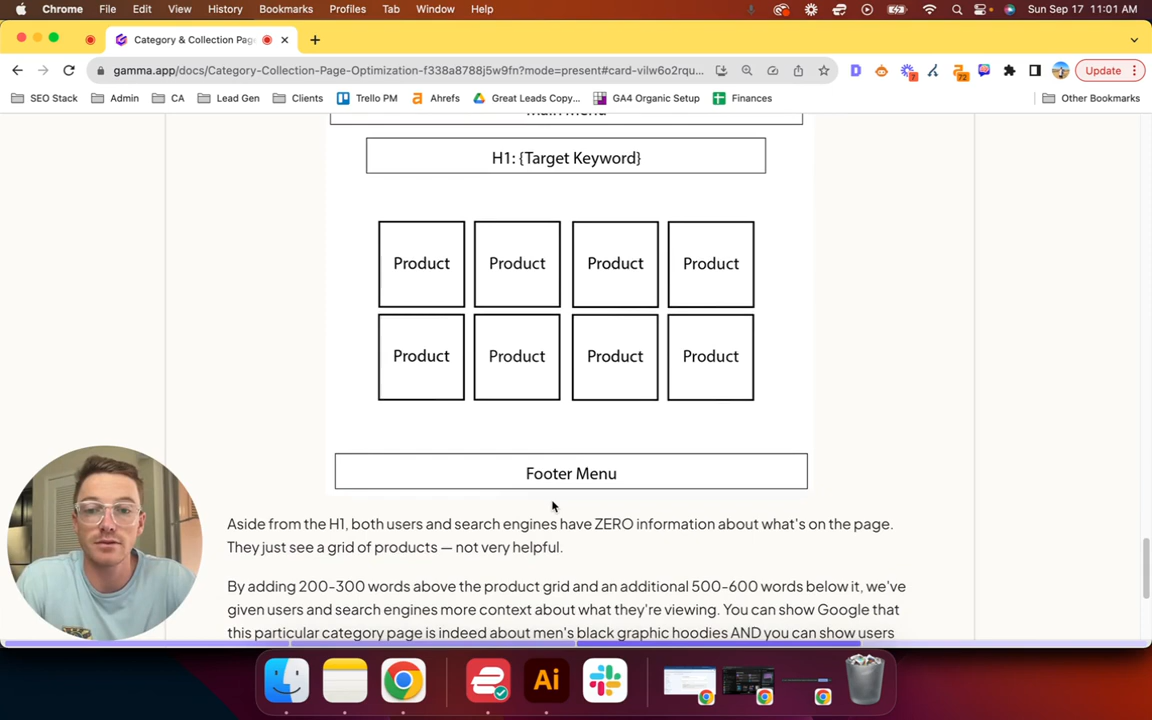 Chrome File Edit View History Bookmarks Profiles Tab Window Help Sun Sep 17 11:01 AM
Category & Collection Pag
gamma.app/docs/Category-Collection-Page-Optimization-f338a8788j5w9fn?mode=present#card-vilw6o2rqu... 7 72 Update
SEO Stack Admin CA Lead Gen Clients Trello PM Ahrefs Great Leads Copy... GA4 Organic Setup Finances Other Bookmarks
Main Menu
H1: {Target Keyword}
Product Product Product Product
Product Product Product Product
Footer Menu
Aside from the H1, both users and search engines have ZERO information about what's on the page.
They just see a grid of products — not very helpful.
By adding 200-300 words above the product grid and an additional 500-600 words below it, we've
given users and search engines more context about what they're viewing. You can show Google that
this particular category page is indeed about men's black graphic hoodies AND you can show users
Ai